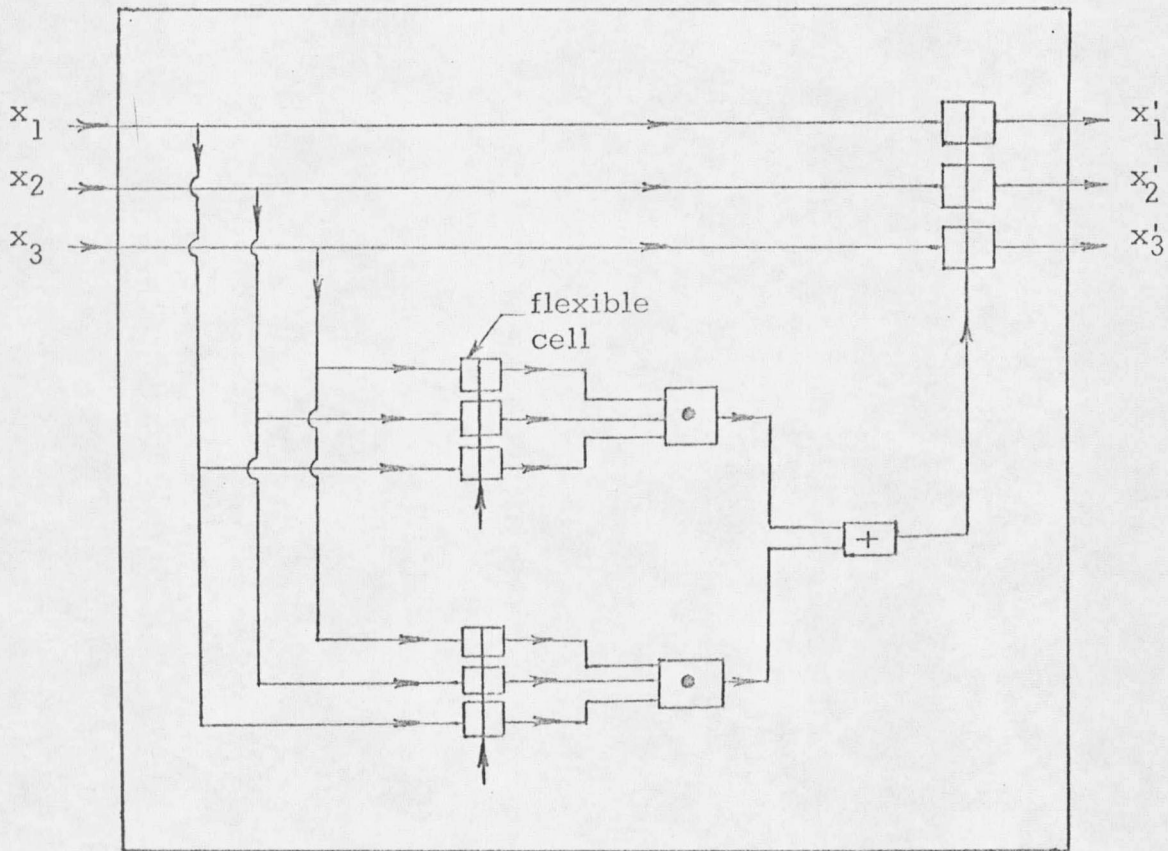 x1 x'1
x2 x'2
x3 x'3
flexible
cell
•
+
•